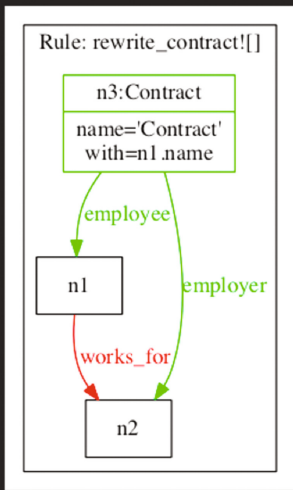 Rule: rewrite_contract![]
n3:Contract
name='Contract'
with=n1.name
employee
n1
employer
works_for
n2